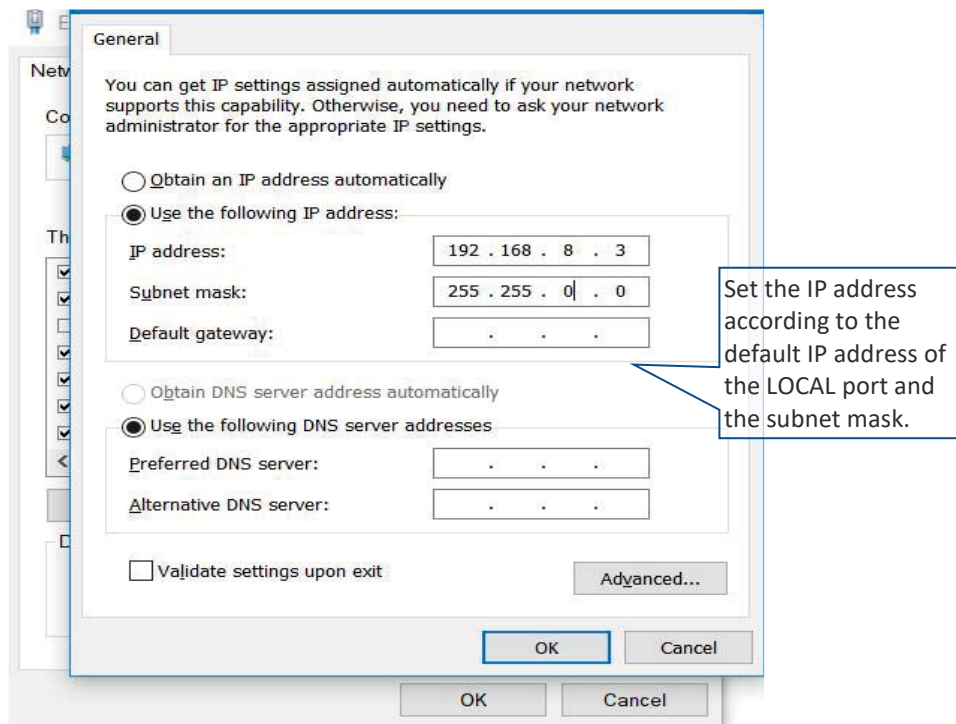 E
General
Netw
Co
You can get IP settings assigned automatically if your network
supports this capability. Otherwise, you need to ask your network
administrator for the appropriate IP settings.
Obtain an IP address automatically
Use the following IP address:
Th
IP address: 192 . 168 . 8 . 3
Subnet mask: 255 . 255 . 0 . 0
Default gateway: . . .
Set the IP address
according to the
default IP address of
the LOCAL port and
the subnet mask.
Obtain DNS server address automatically
Use the following DNS server addresses
Preferred DNS server: . . .
Alternative DNS server: . . .
D
Validate settings upon exit
Advanced...
OK Cancel
OK Cancel